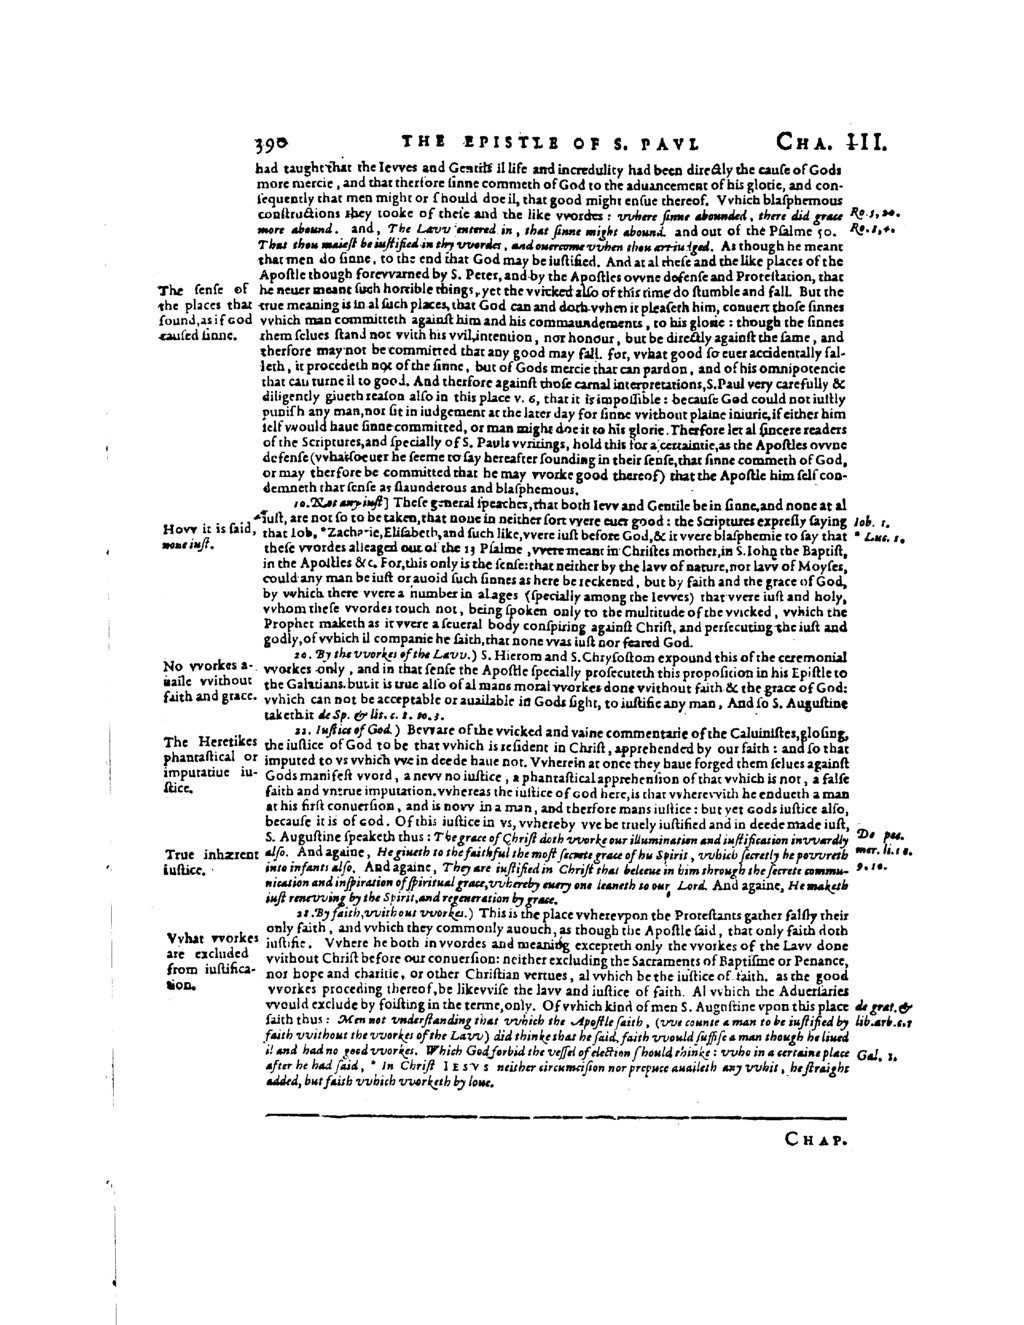 390 THE EPISTLE OF S. PAVL CHA. III.
had taught that the Ievves and Gentils il life and incredulity had been directly the cause of Gods
more mercie, and that therfore sinne commeth of God to the aduancement of his glorie, and con-
sequently that men might or should doe il, that good might ensue thereof. Vvhich blasphemous
constructions they tooke of these and the like vvordes: vvhere sinne abounded, there did grace
Ro. 5, 20.
more abound. and, The Lavv entered in, that sinne might abound. and out of the Psalme 50.
That thou maiest be iustified in thy vvordes, and ouercome vvhen thou art iudged. As though he meant
that men do sinne, to the end that God may be iustified. And at al these and the like places of the
Apostle though forevvarned by S. Peter, and by the Apostles ovvne defense and Protestation, that
The sense of
the places that
sound, as if God
caused sinne.
he neuer meant such horrible things, yet the vvicked also of this time do stumble and fall. But the
true meaning is in al such places, that God can and doth vvhen it pleaseth him, conuert those sinnes
vvhich man committeth against him and his commaundements, to his glorie: though the sinnes
them selues stand not vvith his vvil, intention, nor honour, but be directly against the same, and
therfore may not be committed that any good may fall. for, vvhat good so euer accidentally fal-
leth, it procedeth not of the sinne, but of Gods mercie that can pardon, and of his omnipotencie
that can turne il to good. And therfore against those carnal interpretations, S. Paul very carefully &
diligently giueth reason also in this place v. 6, that it is impossible: because God could not iustly
punish any man, nor sit in iudgement at the later day for sinne vvithout plaine iniurie, if either him
self vvould haue sinne committed, or man might doe it to his glorie. Therfore let al sincere readers
of the Scriptures, and specially of S. Pauls vvritings, hold this for a certaintie, as the Apostles ovvne
defense (vvhatsoeuer he seeme to say hereafter sounding in their sense, that sinne commeth of God,
or may therfore be committed that he may vvorke good thereof) that the Apostle him self con-
demneth that sense as slaunderous and blasphemous.
10. Not any iust] These general speaches, that both Ievv and Gentile be in sinne, and none at al
iust, are not so to be taken, that none in neither sort vvere euer good: the Scriptures expresly saying
Iob. 1.
Hovv it is said,
none iust.
that Iob, * Zacharie, Elisabeth, and such like, vvere iust before God, & it vvere blasphemie to say that
* Luc. 1.
these vvordes alleaged out of the 13 Psalme, vvere meant in Christes mother, in S. Iohn the Baptist,
in the Apostles &c. For, this only is the sense: that neither by the lavv of nature, nor lavv of Moyses,
could any man be iust or auoid such sinnes as here be reckened, but by faith and the grace of God,
by vvhich there vvere a number in al ages (specially among the Ievves) that vvere iust and holy,
vvhom these vvordes touch not, being spoken only to the multitude of the vvicked, vvhich the
Prophet maketh as it vvere a seueral body conspiring against Christ, and persecuting the iust and
godly, of vvhich il companie he saith, that none vvas iust nor feared God.
20. By the vvorkes of the Lavv.) S. Hierom and S. Chrysostom expound this of the ceremonial
No vvorkes a-
uaile vvithout
faith and grace.
vvorkes only, and in that sense the Apostle specially prosecuteth this proposition in his Epistle to
the Galatians. but it is true also of al mans moral vvorkes done vvithout faith & the grace of God:
vvhich can not be acceptable or auailable in Gods sight, to iustifie any man, And so S. Augustine
taketh it de Sp. & lit. c. 8. to. 3.
22. Iustice of God.) Bevvare of the vvicked and vaine commentarie of the Caluinistes, glosing,
The Heretikes
phantastical or
imputatiue iu-
stice.
the iustice of God to be that vvhich is resident in Christ, apprehended by our faith: and so that
imputed to vs vvhich vve in deede haue not. Vvherein at once they haue forged them selues against
Gods manifest vvord, a nevv no iustice, a phantastical apprehension of that vvhich is not, a false
faith and vntrue imputation. vvhereas the iustice of God here, is that vvherevvith he endueth a man
at his first conuersion, and is novv in a man, and therfore mans iustice: but yet Gods iustice also,
because it is of God. Of this iustice in vs, vvhereby vve be truely iustified and in deede made iust,
S. Augustine speaketh thus: The grace of Christ doth vvorke our illumination and iustification invvardly
De pec.
mer. li. 1 c.
9. 10.
True inhærent
iustice.
also. And againe, He giueth to the faithful the most secrete grace of his Spirit, vvhich secretly he povvreth
into infants also. And againe, They are iustified in Christ that beleeue in him through the secrete commu-
nication and inspiration of spiritual grace, vvhereby euery one leaneth to our Lord. And againe, He maketh
iust renevving by the Spirit, and regeneration by grace.
28. By faith, vvithout vvorkes.) This is the place vvherevpon the Protestants gather falsly their
only faith, and vvhich they commonly auouch, as though the Apostle said, that only faith doth
Vvhat vvorkes
are excluded
from iustifica-
tion.
iustifie. Vvhere he both in vvordes and meaning excepteth only the vvorkes of the Lavv done
vvithout Christ before our conuersion: neither excluding the Sacraments of Baptisme or Penance,
nor hope and charitie, or other Christian vertues, al vvhich be the iustice of faith. as the good
vvorkes proceding thereof, be likevvise the lavv and iustice of faith. Al vvhich the Aduersaries
vvould exclude by foisting in the terme, only. Of vvhich kind of men S. Augustine vpon this place
de grat. &
lib. arb. c. 7
saith thus: Men not vnderstanding that vvhich the Apostle saith, (vve counte a man to be iustified by
faith vvithout the vvorkes of the Lavv) did thinke that he said, faith vvould suffise a man though he liued
il and had no good vvorkes. Which God forbid the vessel of election should thinke: vvho in a certaine place
Gal. 5.
after he had said, * In Christ IESVS neither circumcision nor prepuce auaileth any vvhit, he straight
added, but faith vvhich vvorketh by loue.
CHAP.